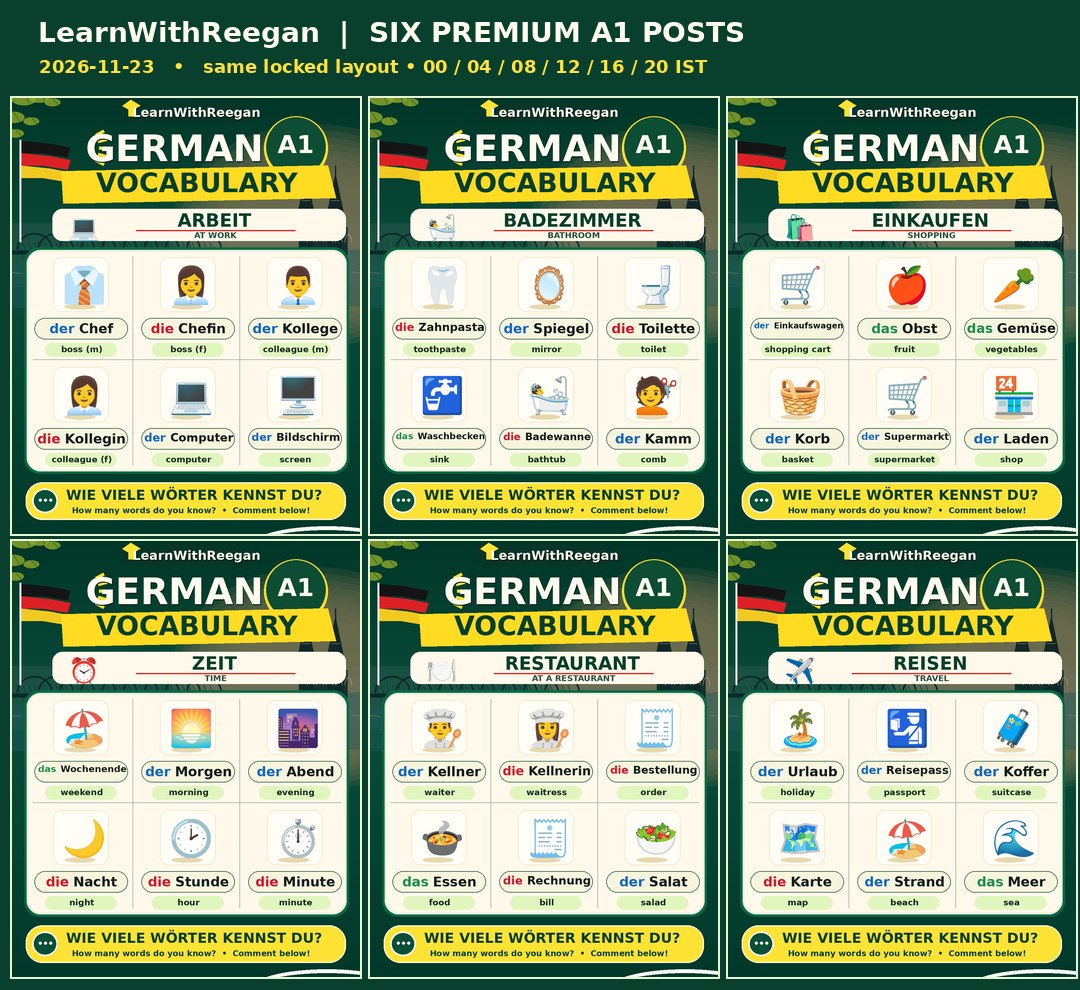 LearnWithReegan | SIX PREMIUM A1 POSTS
2026-11-23 • same locked layout • 00 / 04 / 08 / 12 / 16 / 20 IST
LearnWithReegan
GERMAN A1
VOCABULARY
ARBEIT
AT WORK
der Chef die Chefin der Kollege
boss (m) boss (f) colleague (m)
die Kollegin der Computer der Bildschirm
colleague (f) computer screen
WIE VIELE WÖRTER KENNST DU?
How many words do you know? • Comment below!
LearnWithReegan
GERMAN A1
VOCABULARY
BADEZIMMER
BATHROOM
die Zahnpasta der Spiegel die Toilette
toothpaste mirror toilet
das Waschbecken die Badewanne der Kamm
sink bathtub comb
WIE VIELE WÖRTER KENNST DU?
How many words do you know? • Comment below!
LearnWithReegan
GERMAN A1
VOCABULARY
EINKAUFEN
SHOPPING
der Einkaufswagen das Obst das Gemüse
shopping cart fruit vegetables
24
der Korb der Supermarkt der Laden
basket supermarket shop
WIE VIELE WÖRTER KENNST DU?
How many words do you know? • Comment below!
LearnWithReegan
GERMAN A1
VOCABULARY
ZEIT
TIME
das Wochenende der Morgen der Abend
weekend morning evening
die Nacht die Stunde die Minute
night hour minute
WIE VIELE WÖRTER KENNST DU?
How many words do you know? • Comment below!
LearnWithReegan
GERMAN A1
VOCABULARY
RESTAURANT
AT A RESTAURANT
der Kellner die Kellnerin die Bestellung
waiter waitress order
das Essen die Rechnung der Salat
food bill salad
WIE VIELE WÖRTER KENNST DU?
How many words do you know? • Comment below!
LearnWithReegan
GERMAN A1
VOCABULARY
REISEN
TRAVEL
der Urlaub der Reisepass der Koffer
holiday passport suitcase
die Karte der Strand das Meer
map beach sea
WIE VIELE WÖRTER KENNST DU?
How many words do you know? • Comment below!